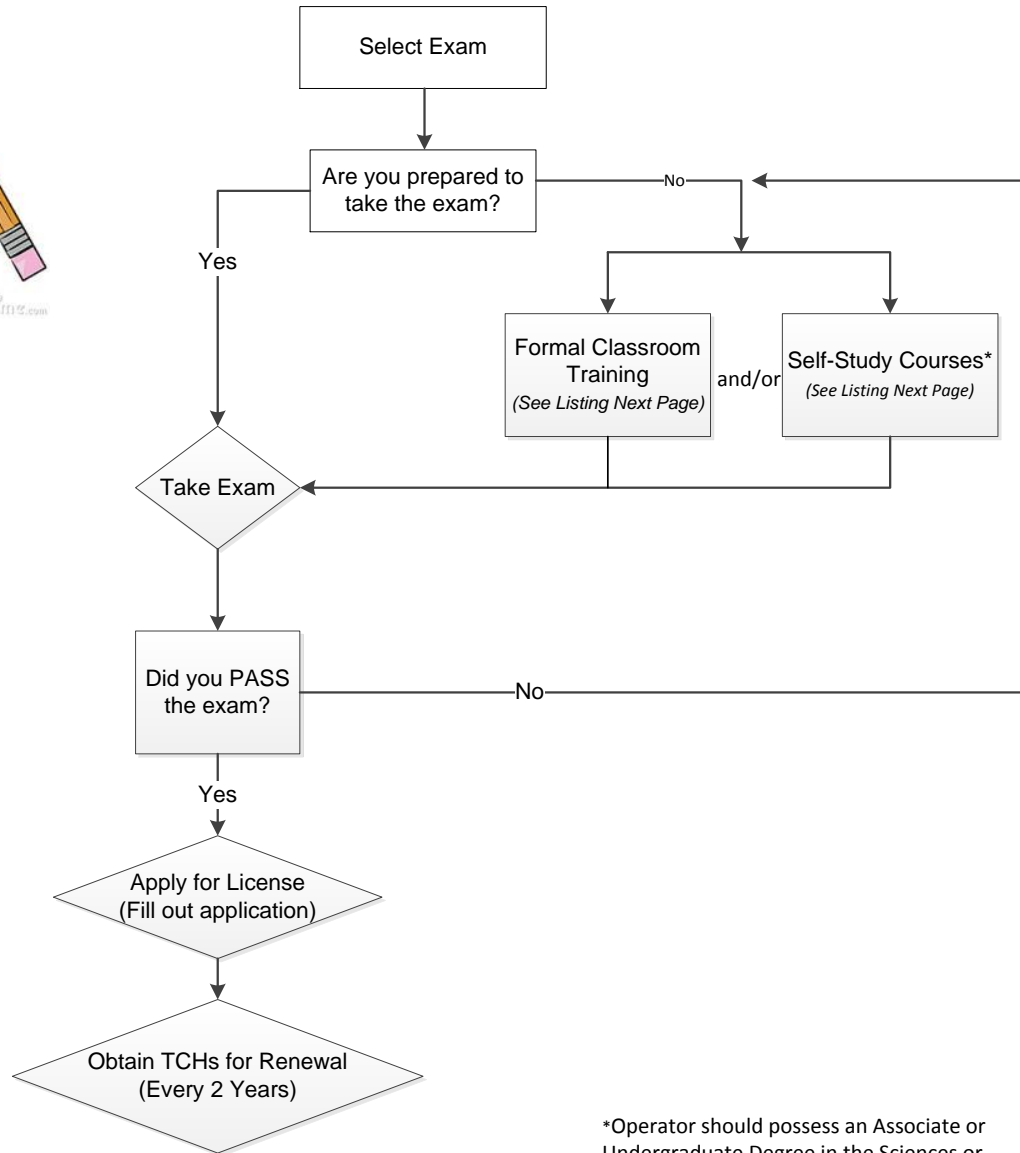 Select Exam
Are you prepared to
take the exam?
No
Yes
Formal Classroom
Training
(See Listing Next Page)
and/or
Self-Study Courses*
(See Listing Next Page)
Take Exam
Did you PASS
the exam?
No
Yes
Apply for License
(Fill out application)
Obtain TCHs for Renewal
(Every 2 Years)
*Operator should possess an Associate or
Undergraduate Degree in the Sciences or